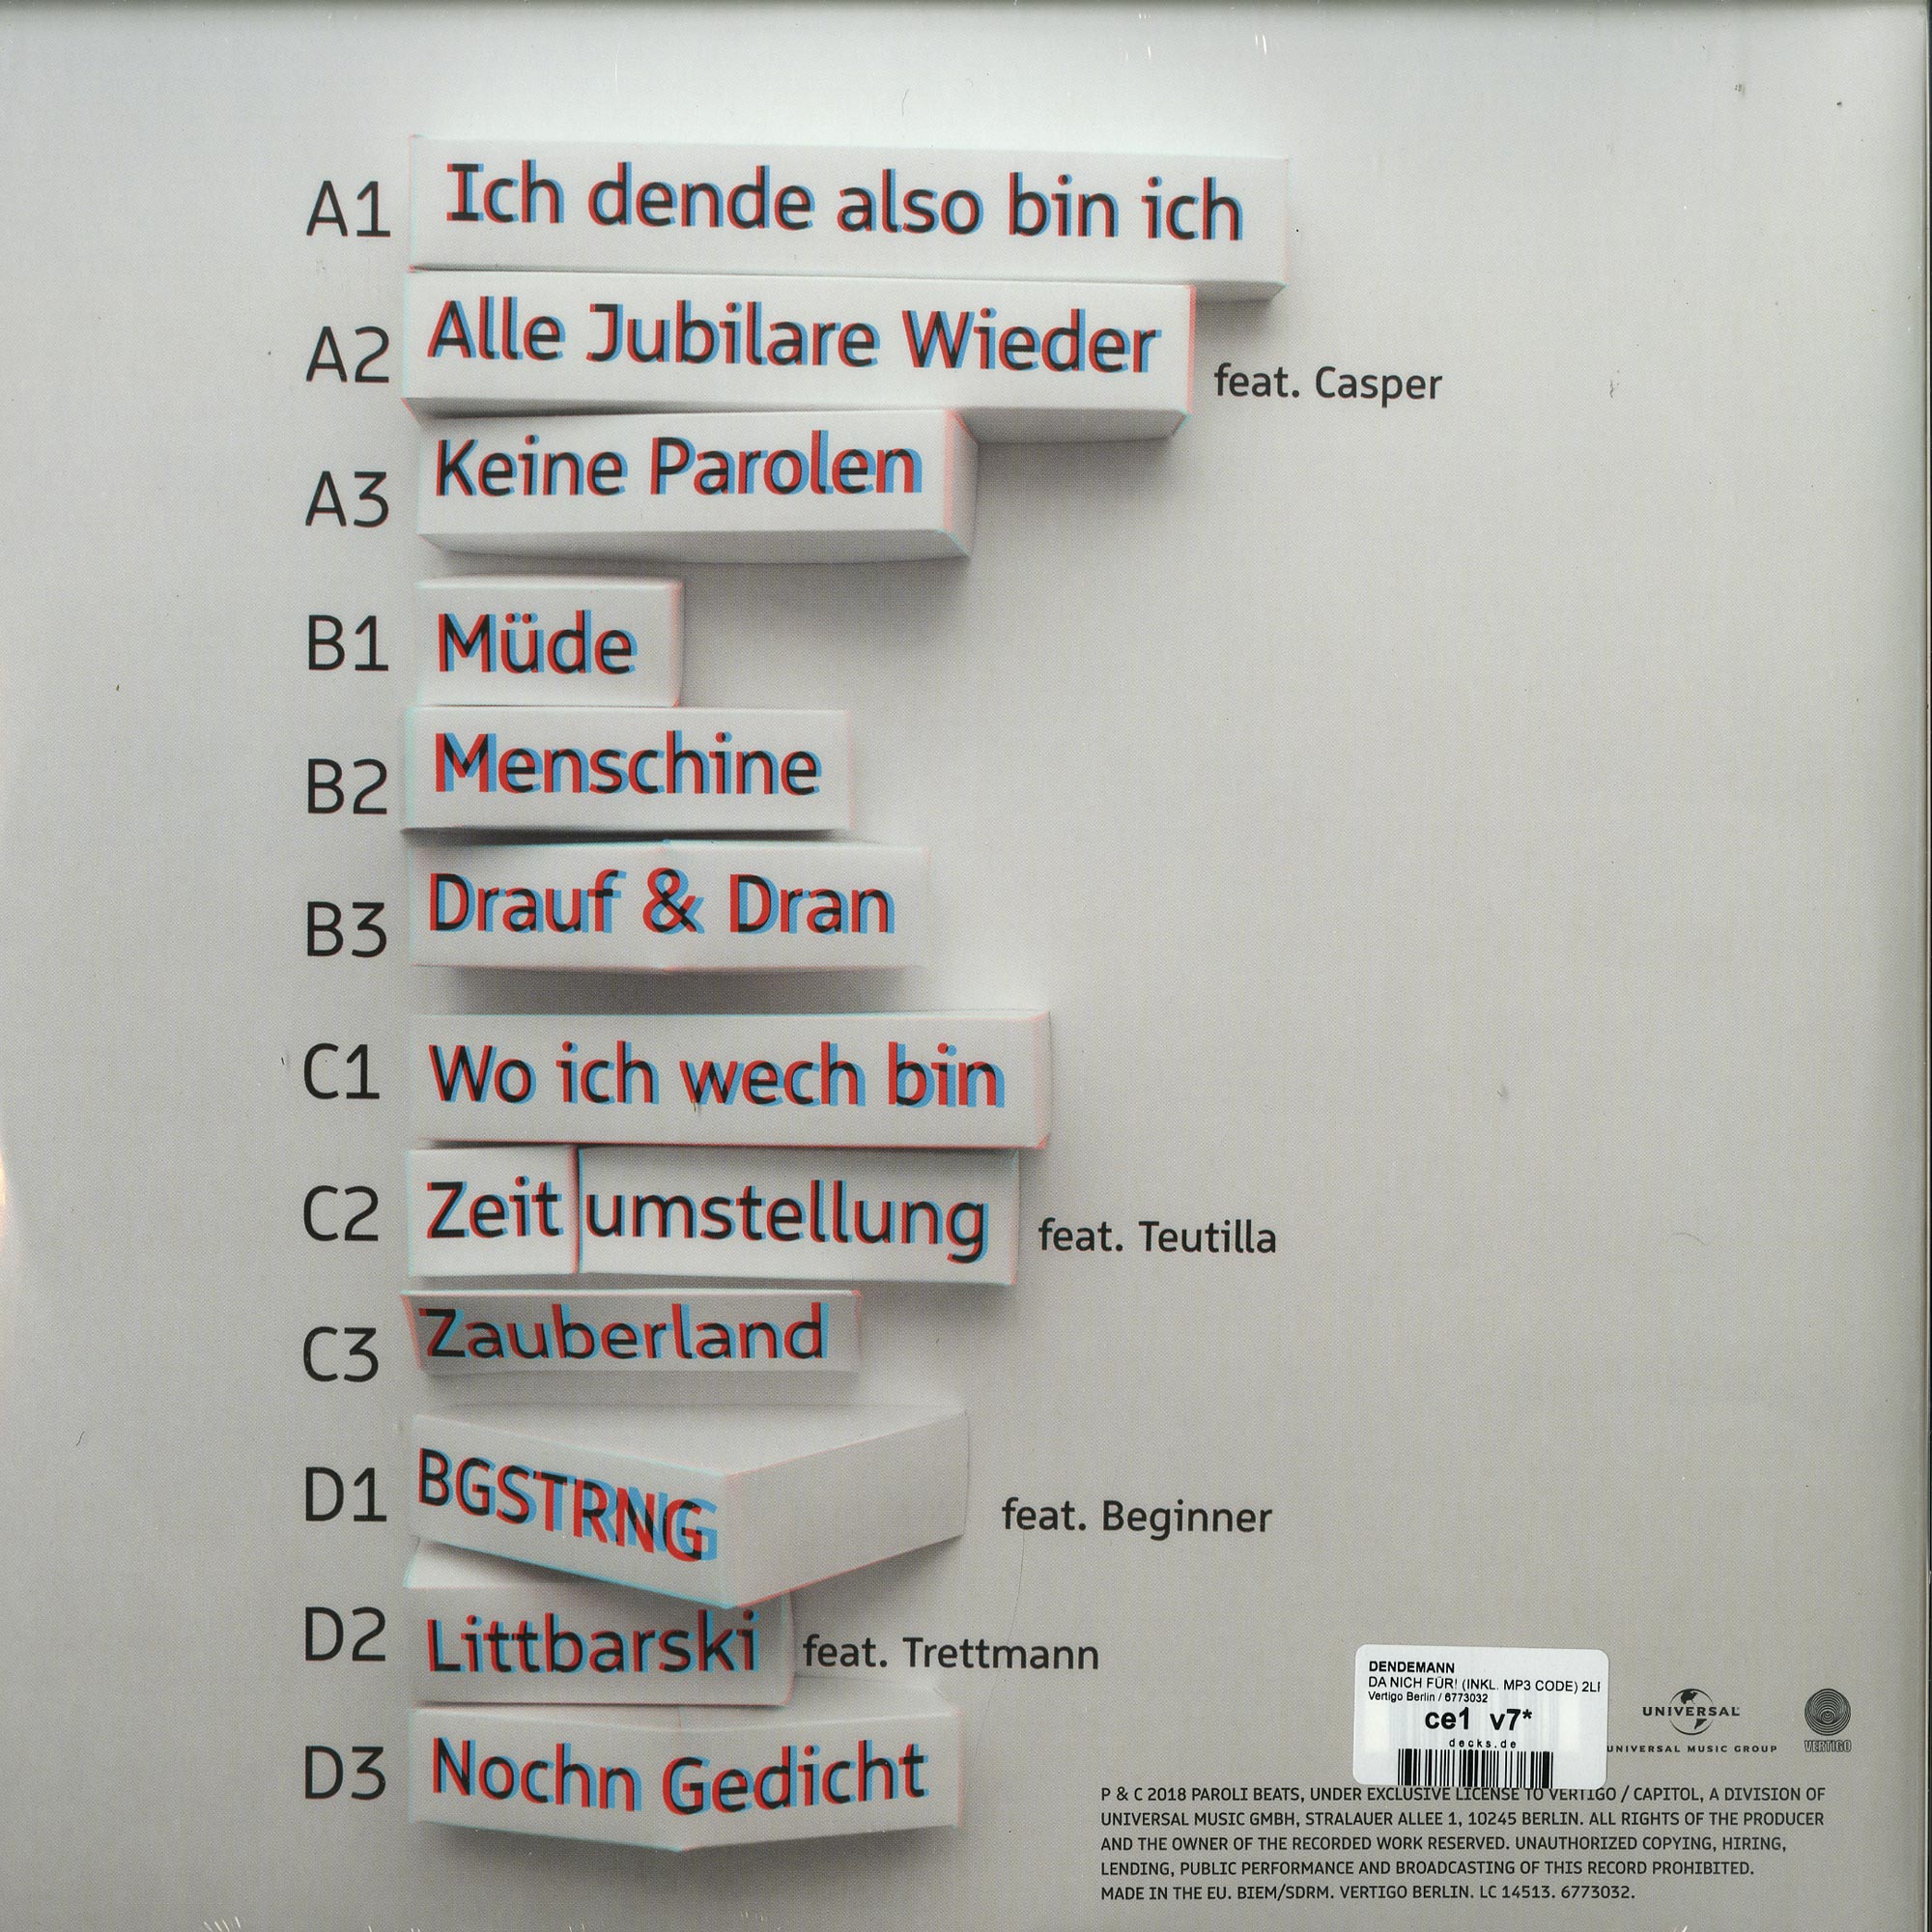 A1 Ich dende also bin ich
A2 Alle Jubilare Wieder feat. Casper
A3 Keine Parolen
B1 Müde
B2 Menschine
B3 Drauf & Dran
C1 Wo ich wech bin
C2 Zeit umstellung feat. Teutilla
C3 Zauberland
D1 BGSTRNG feat. Beginner
D2 Littbarski feat. Trettmann
D3 Nochn Gedicht
DENDEMANN
DA NICH FÜR! (INKL. MP3 CODE) 2LP
Vertigo Berlin / 6773032
ce1 v7*
decks.de
UNIVERSAL
UNIVERSAL MUSIC GROUP
VERTIGO
P & C 2018 PAROLI BEATS, UNDER EXCLUSIVE LICENSE TO VERTIGO / CAPITOL, A DIVISION OF
UNIVERSAL MUSIC GMBH, STRALAUER ALLEE 1, 10245 BERLIN. ALL RIGHTS OF THE PRODUCER
AND THE OWNER OF THE RECORDED WORK RESERVED. UNAUTHORIZED COPYING, HIRING,
LENDING, PUBLIC PERFORMANCE AND BROADCASTING OF THIS RECORD PROHIBITED.
MADE IN THE EU. BIEM/SDRM. VERTIGO BERLIN. LC 14513. 6773032.